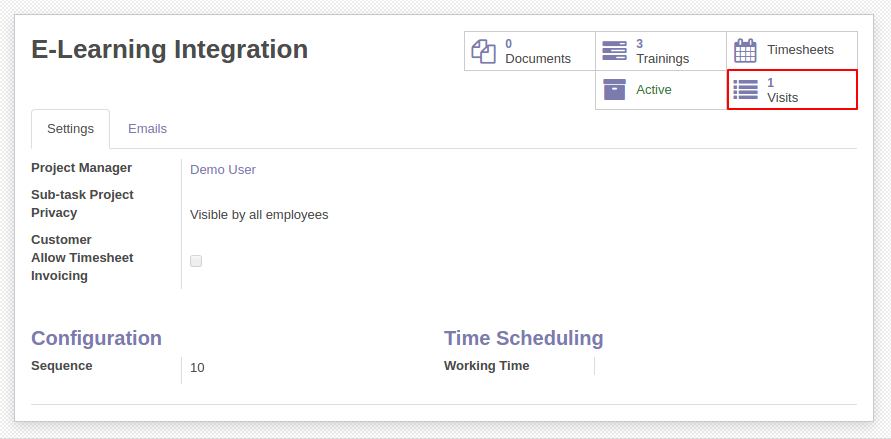 E-Learning Integration
0
Documents
3
Trainings
Timesheets
Active
1
Visits
Settings
Emails
Project Manager
Demo User
Sub-task Project
Privacy
Visible by all employees
Customer
Allow Timesheet
Invoicing
Configuration
Time Scheduling
Sequence
10
Working Time